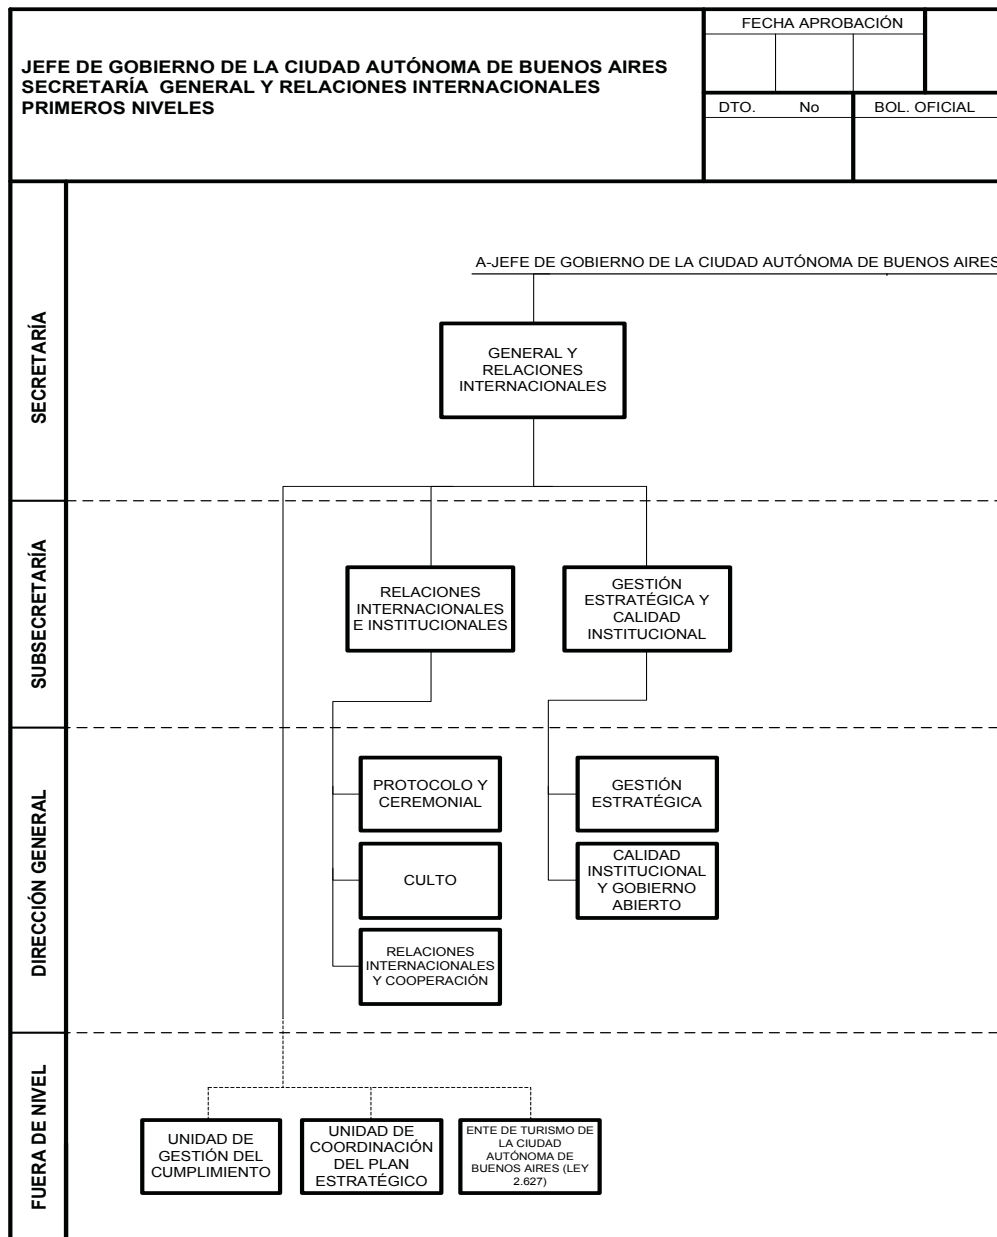 JEFE DE GOBIERNO DE LA CIUDAD AUTÓNOMA DE BUENOS AIRES
SECRETARÍA GENERAL Y RELACIONES INTERNACIONALES
PRIMEROS NIVELES
FECHA APROBACIÓN
DTO. No
BOL. OFICIAL
SECRETARÍA
A-JEFE DE GOBIERNO DE LA CIUDAD AUTÓNOMA DE BUENOS AIRES
GENERAL Y
RELACIONES
INTERNACIONALES
SUBSECRETARÍA
RELACIONES
INTERNACIONALES
E INSTITUCIONALES
GESTIÓN
ESTRATÉGICA Y
CALIDAD
INSTITUCIONAL
DIRECCIÓN GENERAL
PROTOCOLO Y
CEREMONIAL
CULTO
RELACIONES
INTERNACIONALES
Y COOPERACIÓN
GESTIÓN
ESTRATÉGICA
CALIDAD
INSTITUCIONAL
Y GOBIERNO
ABIERTO
FUERA DE NIVEL
UNIDAD DE
GESTIÓN DEL
CUMPLIMIENTO
UNIDAD DE
COORDINACIÓN
DEL PLAN
ESTRATÉGICO
ENTE DE TURISMO DE
LA CIUDAD
AUTÓNOMA DE
BUENOS AIRES (LEY
2.627)